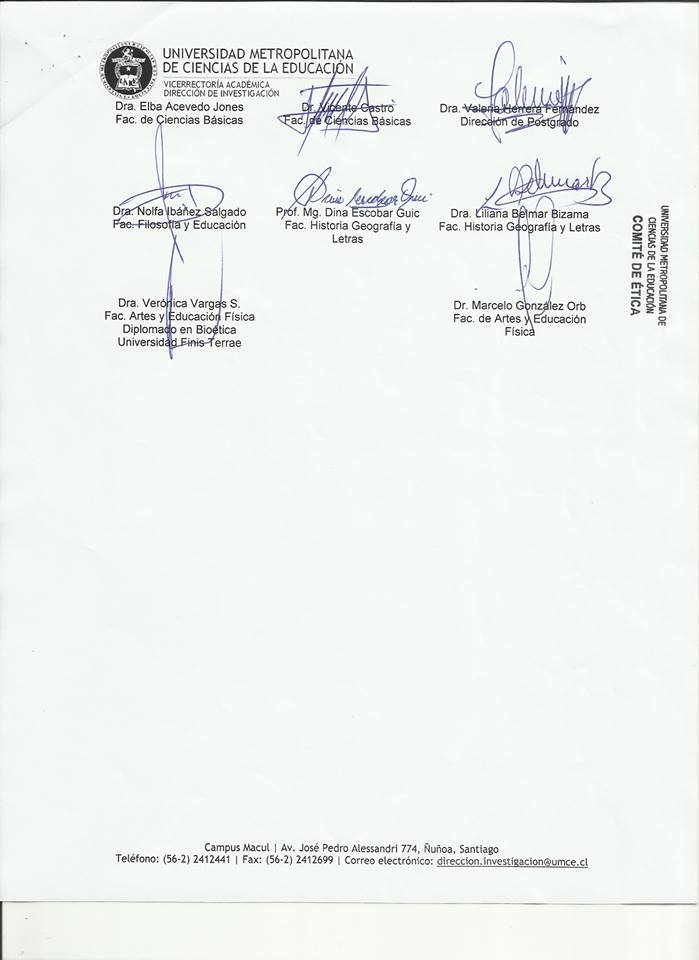 UNIVERSIDAD METROPOLITANA
DE CIENCIAS DE LA EDUCACIÓN
VICERRECTORÍA ACADÉMICA
DIRECCIÓN DE INVESTIGACIÓN
Dra. Elba Acevedo Jones
Fac. de Ciencias Básicas
Dr. Vicente Castro
Fac. de Ciencias Básicas
Dra. Valeria Herrera Fernández
Dirección de Postgrado
Dra. Nolfa Ibáñez Salgado
Fac. Filosofía y Educación
Prof. Mg. Dina Escobar Guic
Fac. Historia Geografía y
Letras
Dra. Liliana Belmar Bizama
Fac. Historia Geografía y Letras
UNIVERSIDAD METROPOLITANA DE
CIENCIAS DE LA EDUCACIÓN
COMITÉ DE ÉTICA
Dra. Verónica Vargas S.
Fac. Artes y Educación Física
Diplomado en Bioética
Universidad Finis Terrae
Dr. Marcelo González Orb
Fac. de Artes y Educación
Física
Campus Macul | Av. José Pedro Alessandri 774, Ñuñoa, Santiago
Teléfono: (56-2) 2412441 | Fax: (56-2) 2412699 | Correo electrónico: direccion.investigacion@umce.cl